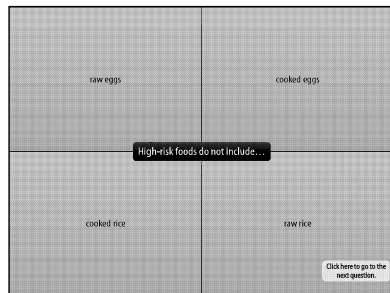 raw eggs
cooked eggs
High-risk foods do not include...
cooked rice
raw rice
Click here to go to the
next question.